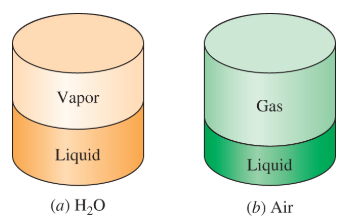 Vapor
Liquid
(a) H₂O
Gas
Liquid
(b) Air